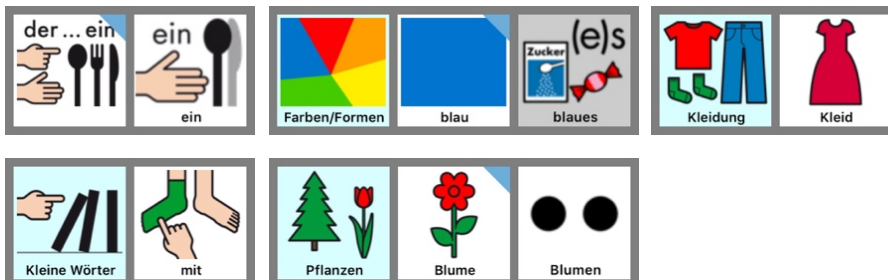 der ... ein
ein
ein
Zucker
(e)s
Farben/Formen
blau
blaues
Kleidung
Kleid
Kleine Wörter
mit
Pflanzen
Blume
Blumen